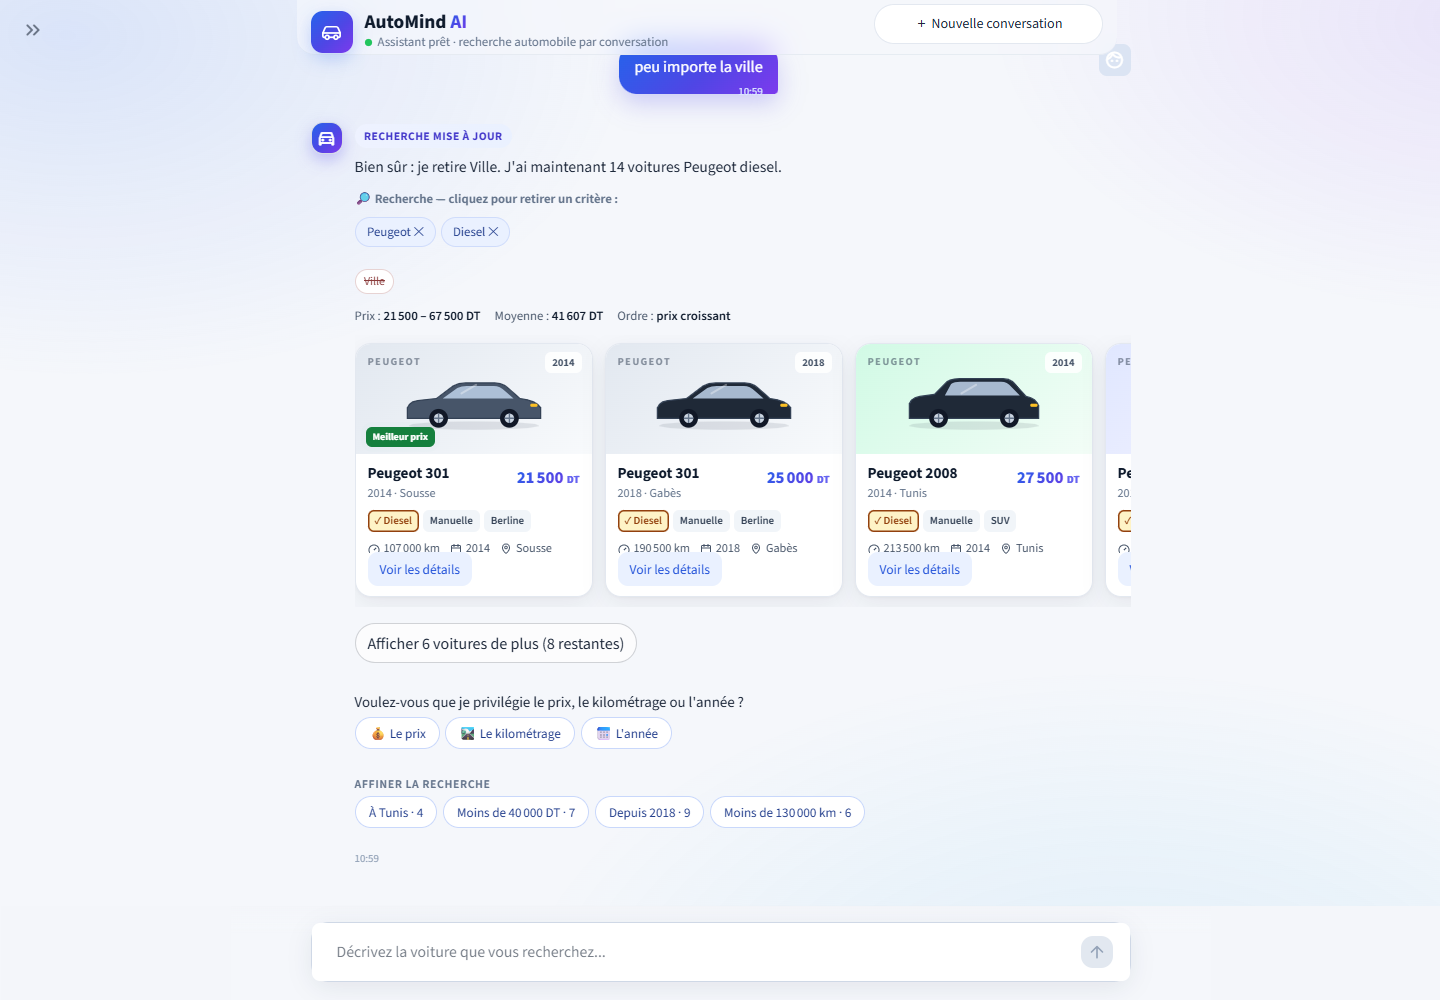 AutoMind AI
Assistant prêt · recherche automobile par conversation
+ Nouvelle conversation
peu importe la ville
10:59
RECHERCHE MISE À JOUR
Bien sûr : je retire Ville. J'ai maintenant 14 voitures Peugeot diesel.
Recherche — cliquez pour retirer un critère :
Peugeot Diesel
Ville
Prix : 21 500 – 67 500 DT Moyenne : 41 607 DT Ordre : prix croissant
PEUGEOT 2014
Meilleur prix
Peugeot 301
21 500 DT
2014 · Sousse
✓ Diesel Manuelle Berline
107 000 km 2014 Sousse
Voir les détails
PEUGEOT 2018
Peugeot 301
25 000 DT
2018 · Gabès
✓ Diesel Manuelle Berline
190 500 km 2018 Gabès
Voir les détails
PEUGEOT 2014
Peugeot 2008
27 500 DT
2014 · Tunis
✓ Diesel Manuelle SUV
213 500 km 2014 Tunis
Voir les détails
Afficher 6 voitures de plus (8 restantes)
Voulez-vous que je privilégie le prix, le kilométrage ou l'année ?
Le prix Le kilométrage L'année
AFFINER LA RECHERCHE
À Tunis · 4 Moins de 40 000 DT · 7 Depuis 2018 · 9 Moins de 130 000 km · 6
10:59
Décrivez la voiture que vous recherchez...